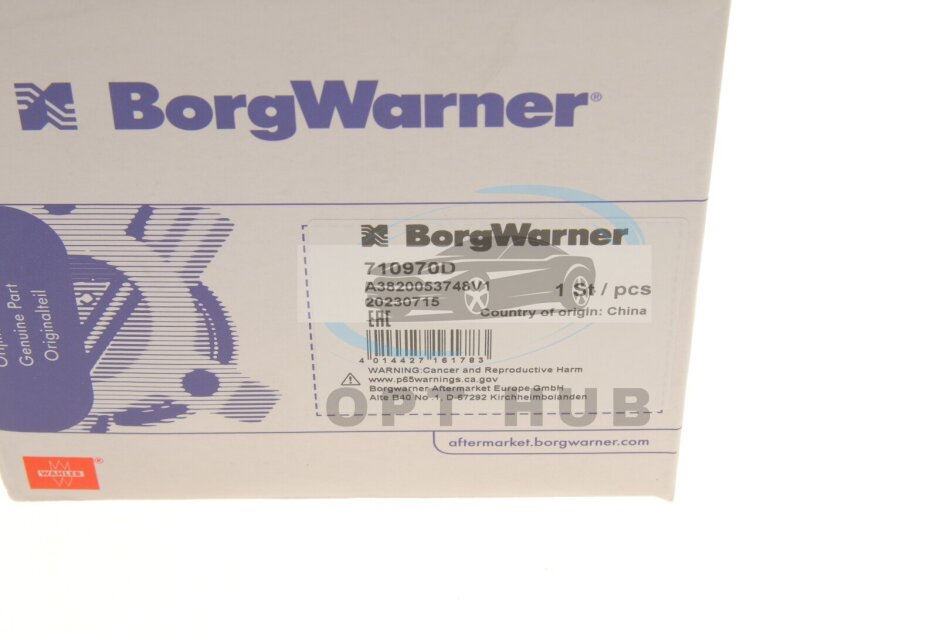 BorgWarner®
BorgWarner
710970D
A3820053748V1
1 St / pcs
20230715
Country of origin: China
EAC
4 014427 161783
WARNING:Cancer and Reproductive Harm
www.p65warnings.ca.gov
Borgwarner Aftermarket Europe GmbH
Alte B40 No .1, D-67292 Kirchheimbolanden
OPT HUB
aftermarket.borgwarner.com
Genuine Part
Originalteil
WAHLER®